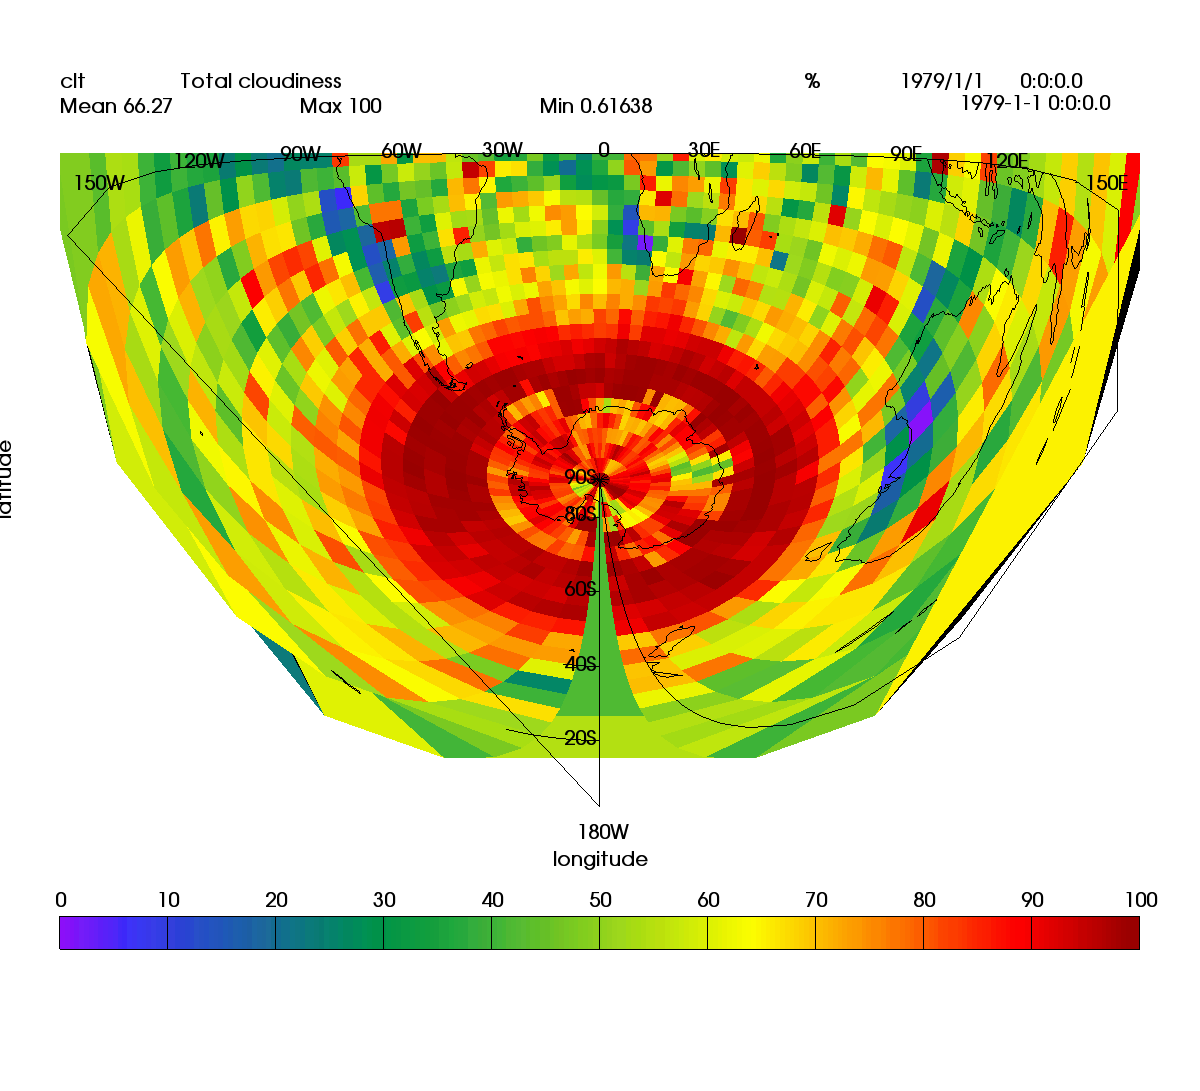 clt Total cloudiness % 1979/1/1 0:0:0.0
Mean 66.27 Max 100 Min 0.61638 1979-1-1 0:0:0.0
150W 120W 90W 60W 30W 0 30E 60E 90E 120E 150E
latitude
90S
80S
60S
40S
20S
180W
longitude
0 10 20 30 40 50 60 70 80 90 100